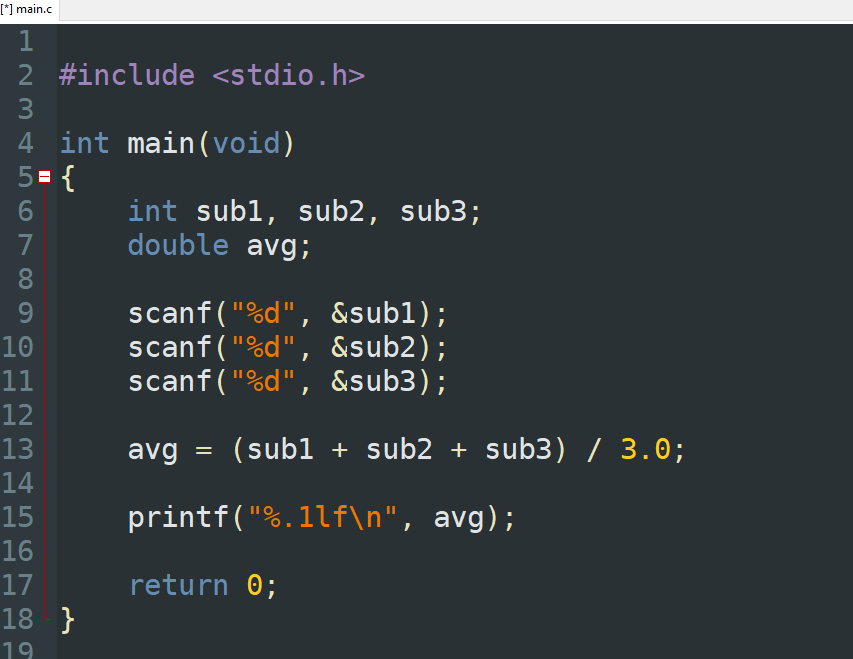 [*] main.c
1
2 #include <stdio.h>
3
4 int main(void)
5 {
6     int sub1, sub2, sub3;
7     double avg;
8
9     scanf("%d", &sub1);
10     scanf("%d", &sub2);
11     scanf("%d", &sub3);
12
13     avg = (sub1 + sub2 + sub3) / 3.0;
14
15     printf("%.1lf\n", avg);
16
17     return 0;
18 }
19